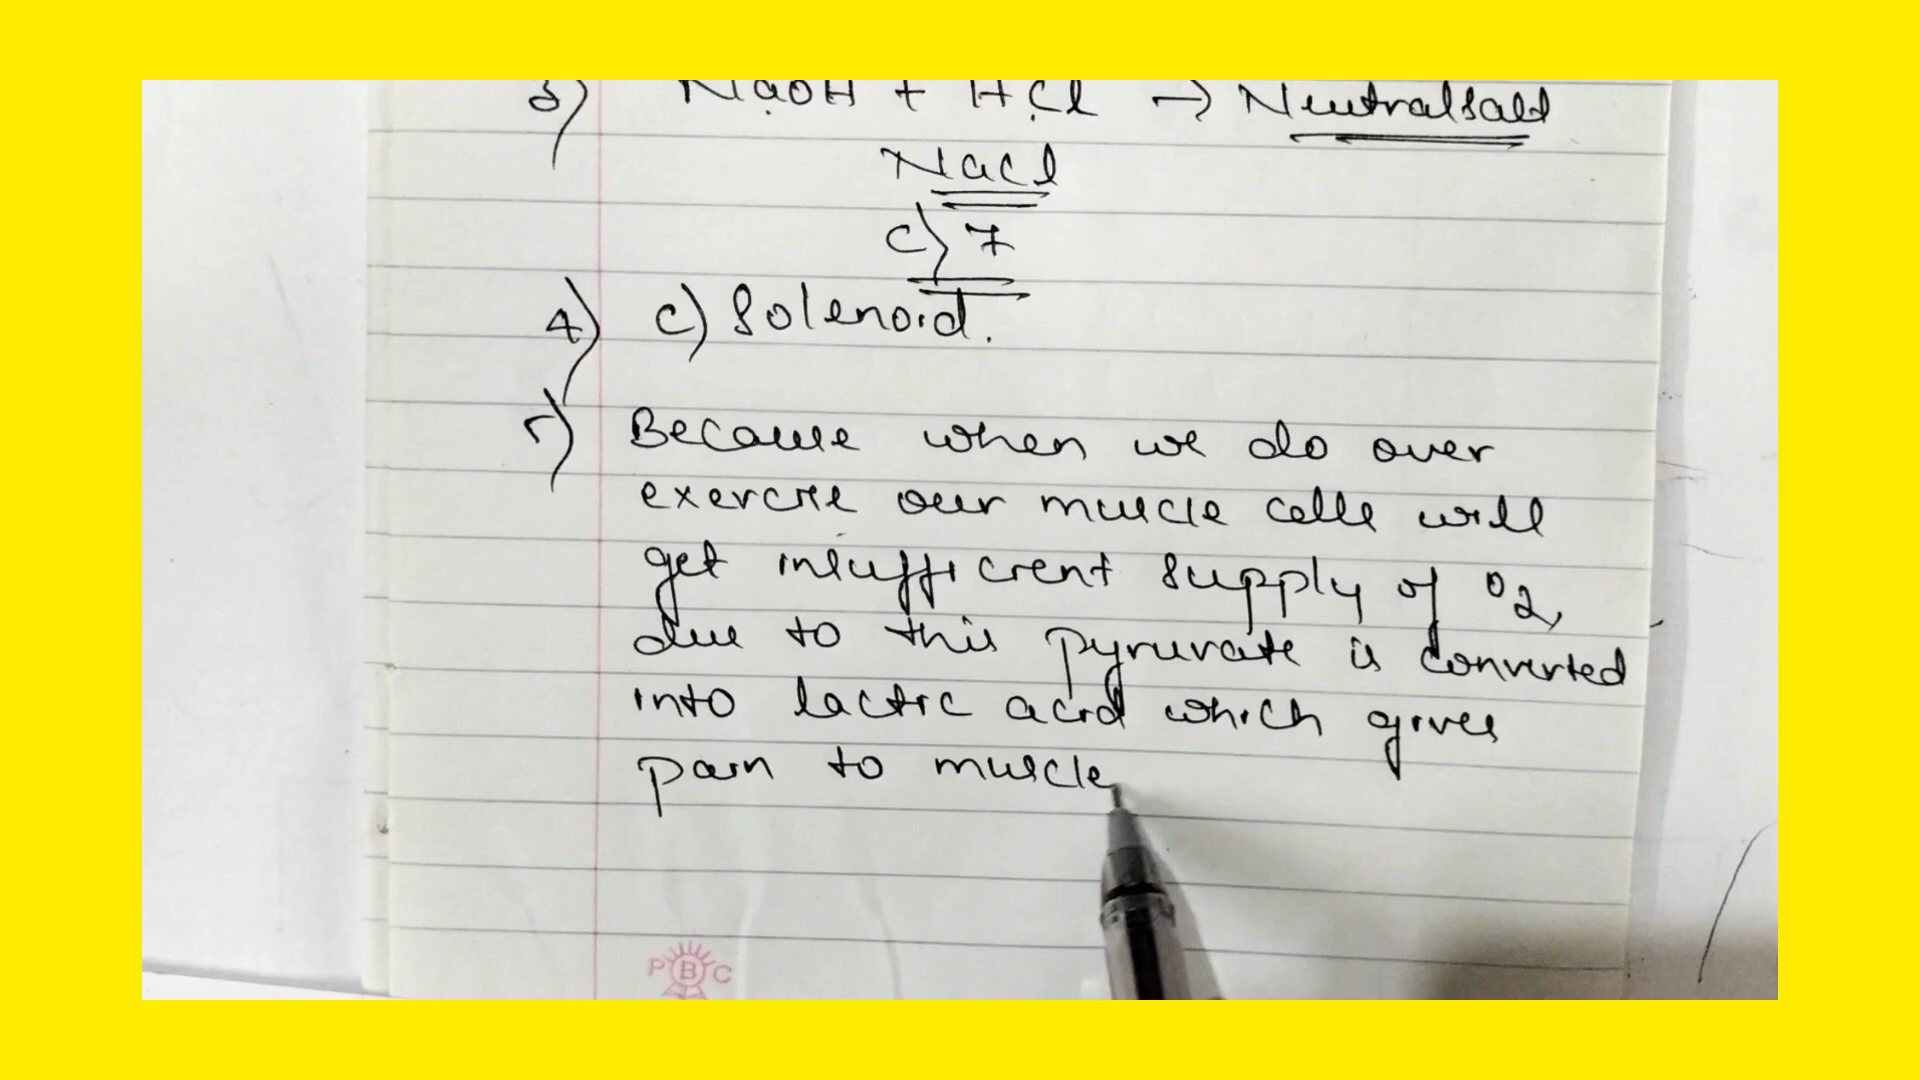 3) NaOH + HCl → Neutral salt
NaCl
c) 7
4) c) Solenoid.
5) Because when we do over
exercise our muscle cells will
get insufficient supply of O2,
due to this pyruvate is converted
into lactic acid which gives
pain to muscle
PBC